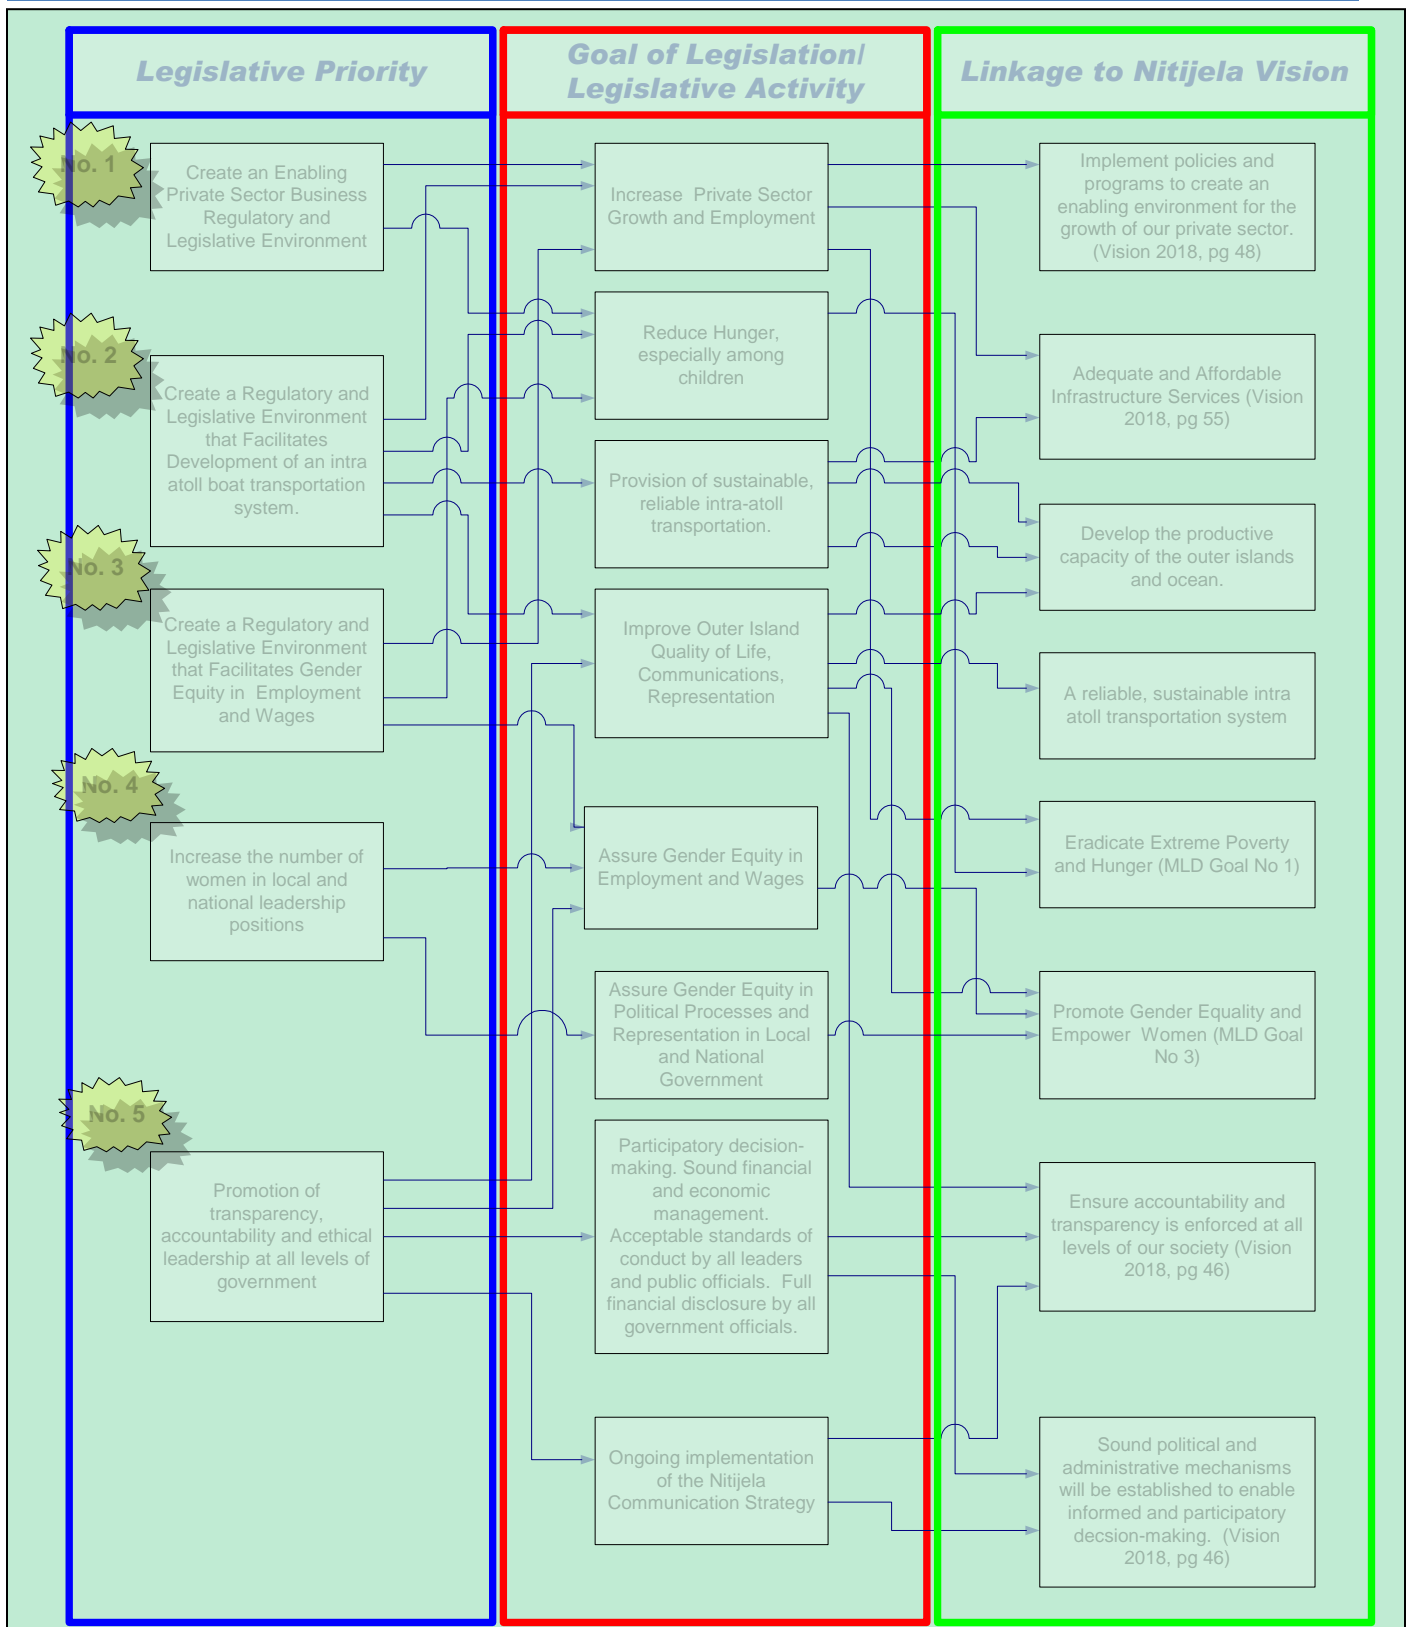 Legislative Priority
Goal of Legislation/
Legislative Activity
Linkage to Nitijela Vision
No. 1
Create an Enabling
Private Sector Business
Regulatory and
Legislative Environment
No. 2
Create a Regulatory and
Legislative Environment
that Facilitates
Development of an intra
atoll boat transportation
system.
No. 3
Create a Regulatory and
Legislative Environment
that Facilitates Gender
Equity in Employment
and Wages
No. 4
Increase the number of
women in local and
national leadership
positions
No. 5
Promotion of
transparency,
accountability and ethical
leadership at all levels of
government
Increase Private Sector
Growth and Employment
Reduce Hunger,
especially among
children
Provision of sustainable,
reliable intra-atoll
transportation.
Improve Outer Island
Quality of Life,
Communications,
Representation
Assure Gender Equity in
Employment and Wages
Assure Gender Equity in
Political Processes and
Representation in Local
and National
Government
Participatory decision-
making. Sound financial
and economic
management.
Acceptable standards of
conduct by all leaders
and public officials. Full
financial disclosure by all
government officials.
Ongoing implementation
of the Nitijela
Communication Strategy
Implement policies and
programs to create an
enabling environment for the
growth of our private sector.
(Vision 2018, pg 48)
Adequate and Affordable
Infrastructure Services (Vision
2018, pg 55)
Develop the productive
capacity of the outer islands
and ocean.
A reliable, sustainable intra
atoll transportation system
Eradicate Extreme Poverty
and Hunger (MLD Goal No 1)
Promote Gender Equality and
Empower Women (MLD Goal
No 3)
Ensure accountability and
transparency is enforced at all
levels of our society (Vision
2018, pg 46)
Sound political and
administrative mechanisms
will be established to enable
informed and participatory
decsion-making. (Vision
2018, pg 46)